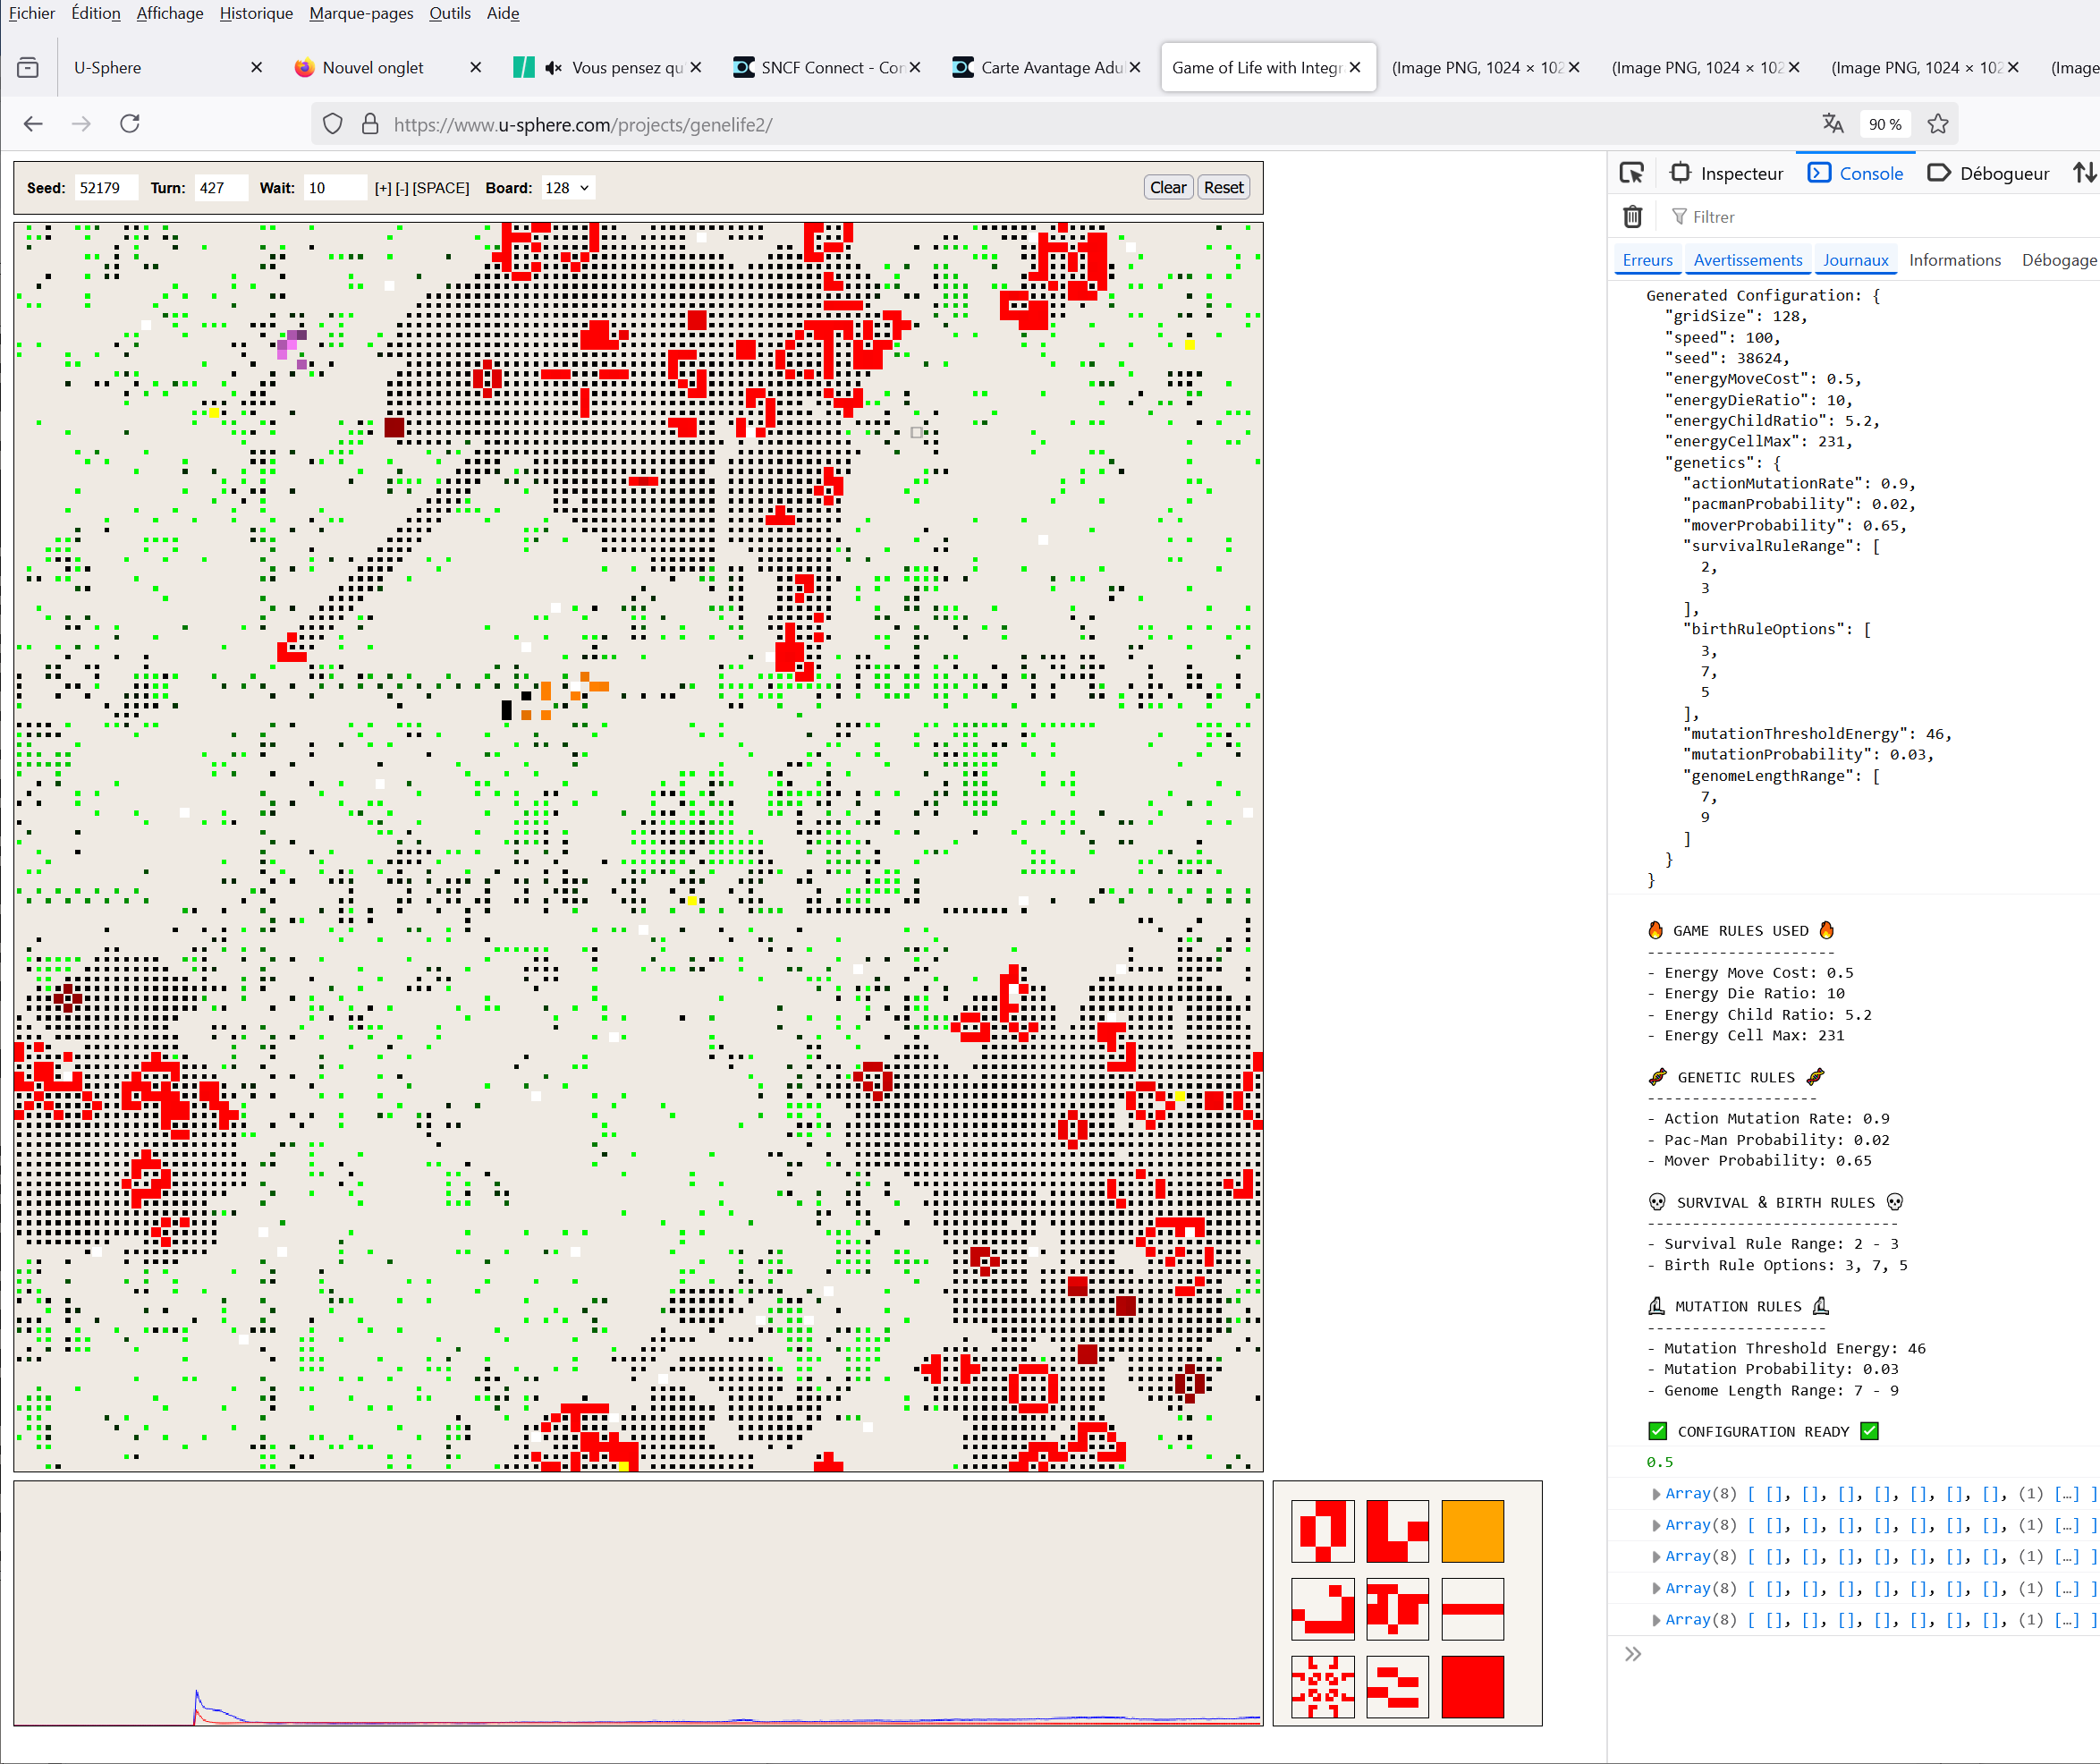 Fichier Édition Affichage Historique Marque-pages Outils Aide
U-Sphere Nouvel onglet Vous pensez qu SNCF Connect - Con Carte Avantage Adul Game of Life with Integr (Image PNG, 1024 × 102 (Image PNG, 1024 × 102 (Image PNG, 1024 × 102 (Image
https://www.u-sphere.com/projects/genelife2/ 90 %
Seed: 52179 Turn: 427 Wait: 10 [+] [-] [SPACE] Board: 128 Clear Reset
Inspecteur Console Débogueur
Filtrer
Erreurs Avertissements Journaux Informations Débogage
Generated Configuration: {
"gridSize": 128,
"speed": 100,
"seed": 38624,
"energyMoveCost": 0.5,
"energyDieRatio": 10,
"energyChildRatio": 5.2,
"energyCellMax": 231,
"genetics": {
"actionMutationRate": 0.9,
"pacmanProbability": 0.02,
"moverProbability": 0.65,
"survivalRuleRange": [
2,
3
],
"birthRuleOptions": [
3,
7,
5
],
"mutationThresholdEnergy": 46,
"mutationProbability": 0.03,
"genomeLengthRange": [
7,
9
]
}
}
🔥 GAME RULES USED 🔥
---------------------
- Energy Move Cost: 0.5
- Energy Die Ratio: 10
- Energy Child Ratio: 5.2
- Energy Cell Max: 231
🧬 GENETIC RULES 🧬
-------------------
- Action Mutation Rate: 0.9
- Pac-Man Probability: 0.02
- Mover Probability: 0.65
💀 SURVIVAL & BIRTH RULES 💀
----------------------------
- Survival Rule Range: 2 - 3
- Birth Rule Options: 3, 7, 5
🔬 MUTATION RULES 🔬
--------------------
- Mutation Threshold Energy: 46
- Mutation Probability: 0.03
- Genome Length Range: 7 - 9
✅ CONFIGURATION READY ✅
0.5
Array(8) [ [], [], [], [], [], [], [], (1) […] ]
Array(8) [ [], [], [], [], [], [], [], (1) […] ]
Array(8) [ [], [], [], [], [], [], [], (1) […] ]
Array(8) [ [], [], [], [], [], [], [], (1) […] ]
Array(8) [ [], [], [], [], [], [], [], (1) […] ]